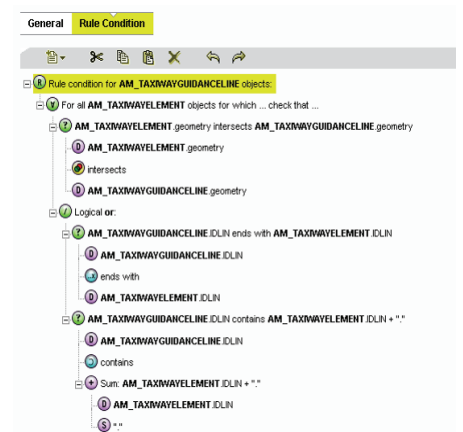 General Rule Condition
R Rule condition for AM_TAXIWAYGUIDANCELINE objects:
∀ For all AM_TAXIWAYELEMENT objects for which ... check that ...
? AM_TAXIWAYELEMENT.geometry intersects AM_TAXIWAYGUIDANCELINE.geometry
D AM_TAXIWAYELEMENT.geometry
intersects
D AM_TAXIWAYGUIDANCELINE.geometry
/ Logical or:
? AM_TAXIWAYGUIDANCELINE.IDLIN ends with AM_TAXIWAYELEMENT.IDLIN
D AM_TAXIWAYGUIDANCELINE.IDLIN
ends with
D AM_TAXIWAYELEMENT.IDLIN
? AM_TAXIWAYGUIDANCELINE.IDLIN contains AM_TAXIWAYELEMENT.IDLIN + "."
D AM_TAXIWAYGUIDANCELINE.IDLIN
contains
+ Sum: AM_TAXIWAYELEMENT.IDLIN + "."
D AM_TAXIWAYELEMENT.IDLIN
S "."